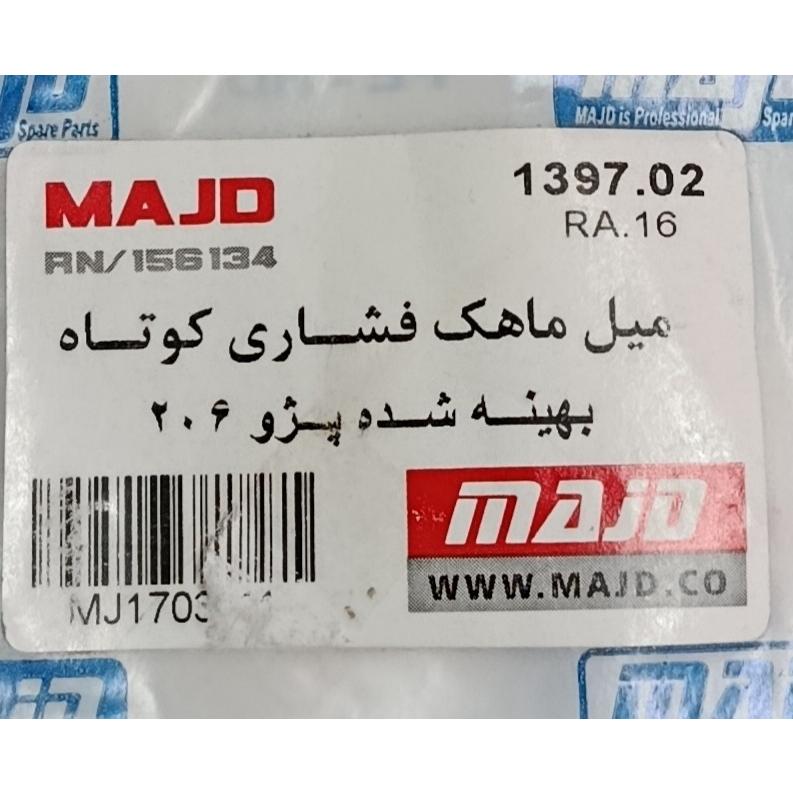 Spare Parts
MAJD is Professional
MAJD
RN/156134
1397.02
RA.16
میل ماهک فشاری کوتاه
بهینه شده پژو ۲۰۶
MAJD
WWW.MAJD.CO